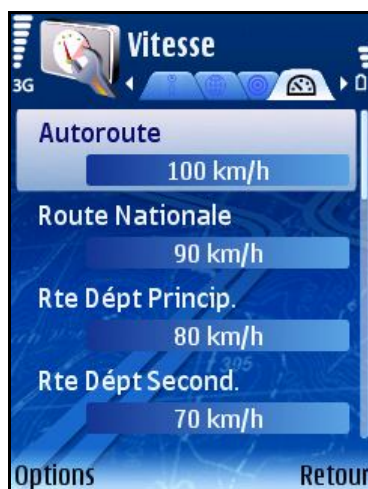 Vitesse
3G
Autoroute
100 km/h
Route Nationale
90 km/h
Rte Dépt Princip.
80 km/h
Rte Dépt Second.
70 km/h
Options Retour